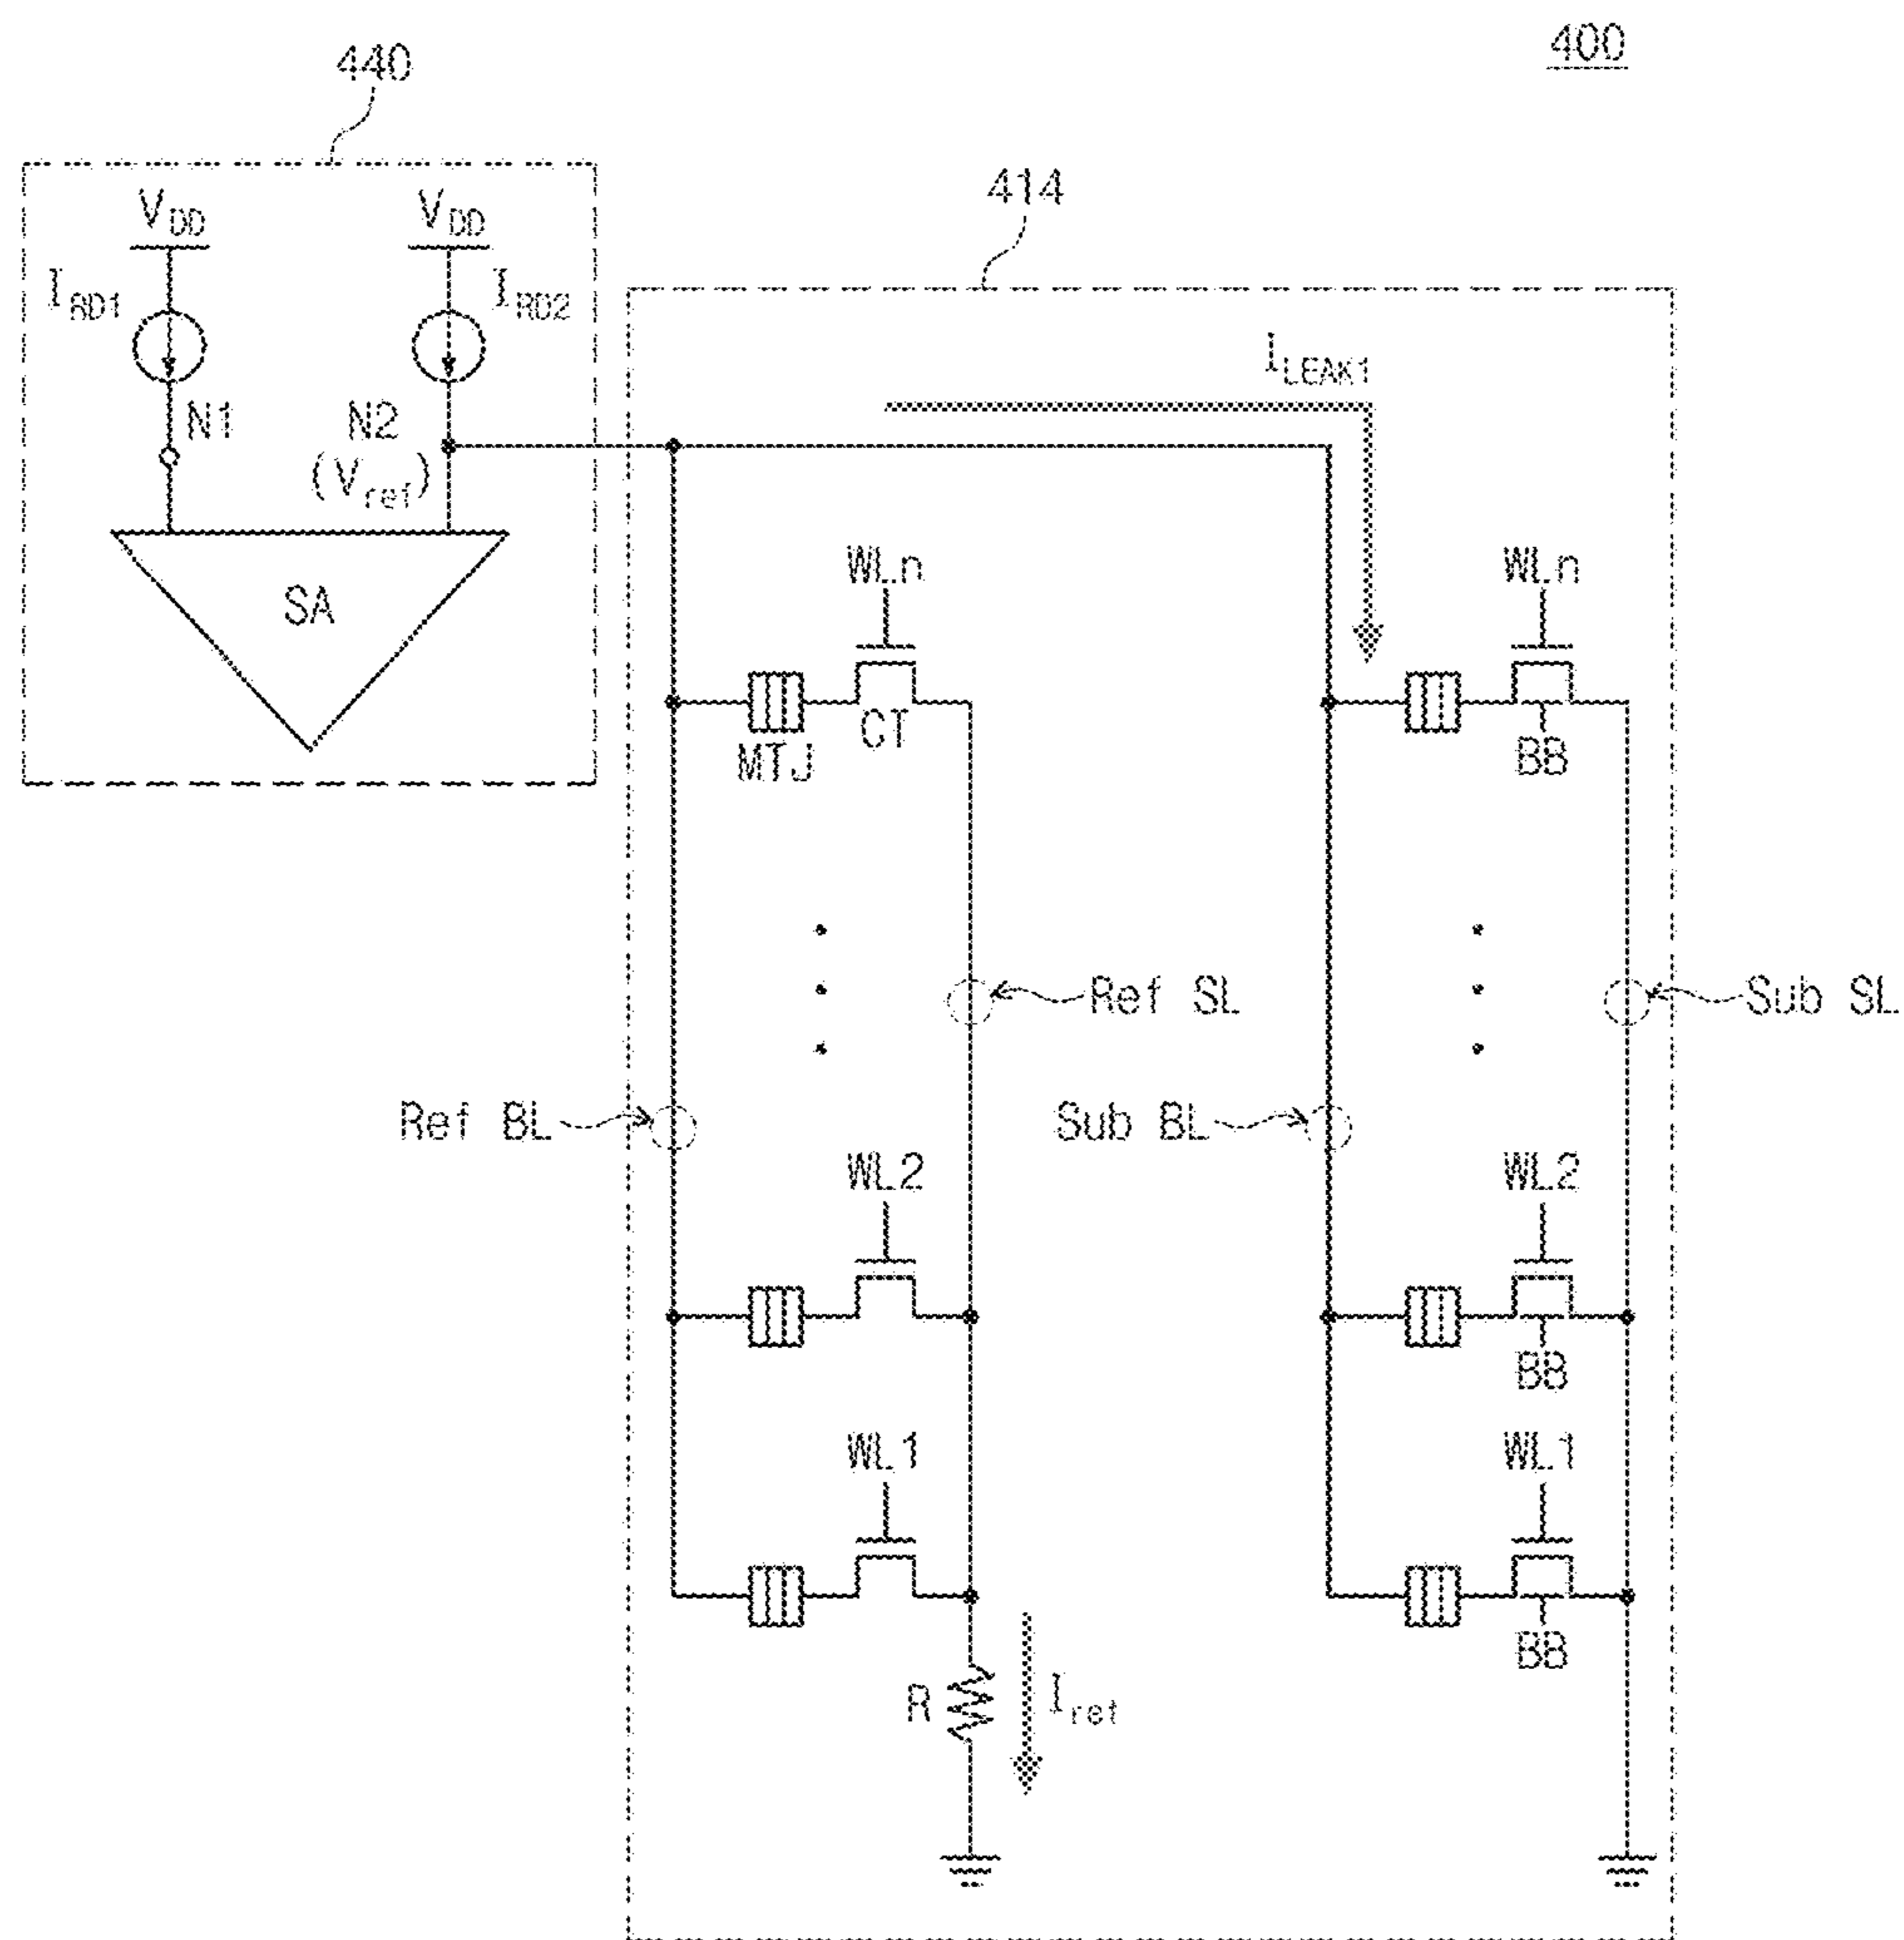 400
440
414
VDD
VDD
IRD1
IRD2
ILEAK1
N1
N2
(Vref)
SA
WLn
WLn
MTJ
CT
BB
Ref SL
Sub SL
Ref BL
Sub BL
WL2
WL2
BB
WL1
WL1
BB
R
Iref